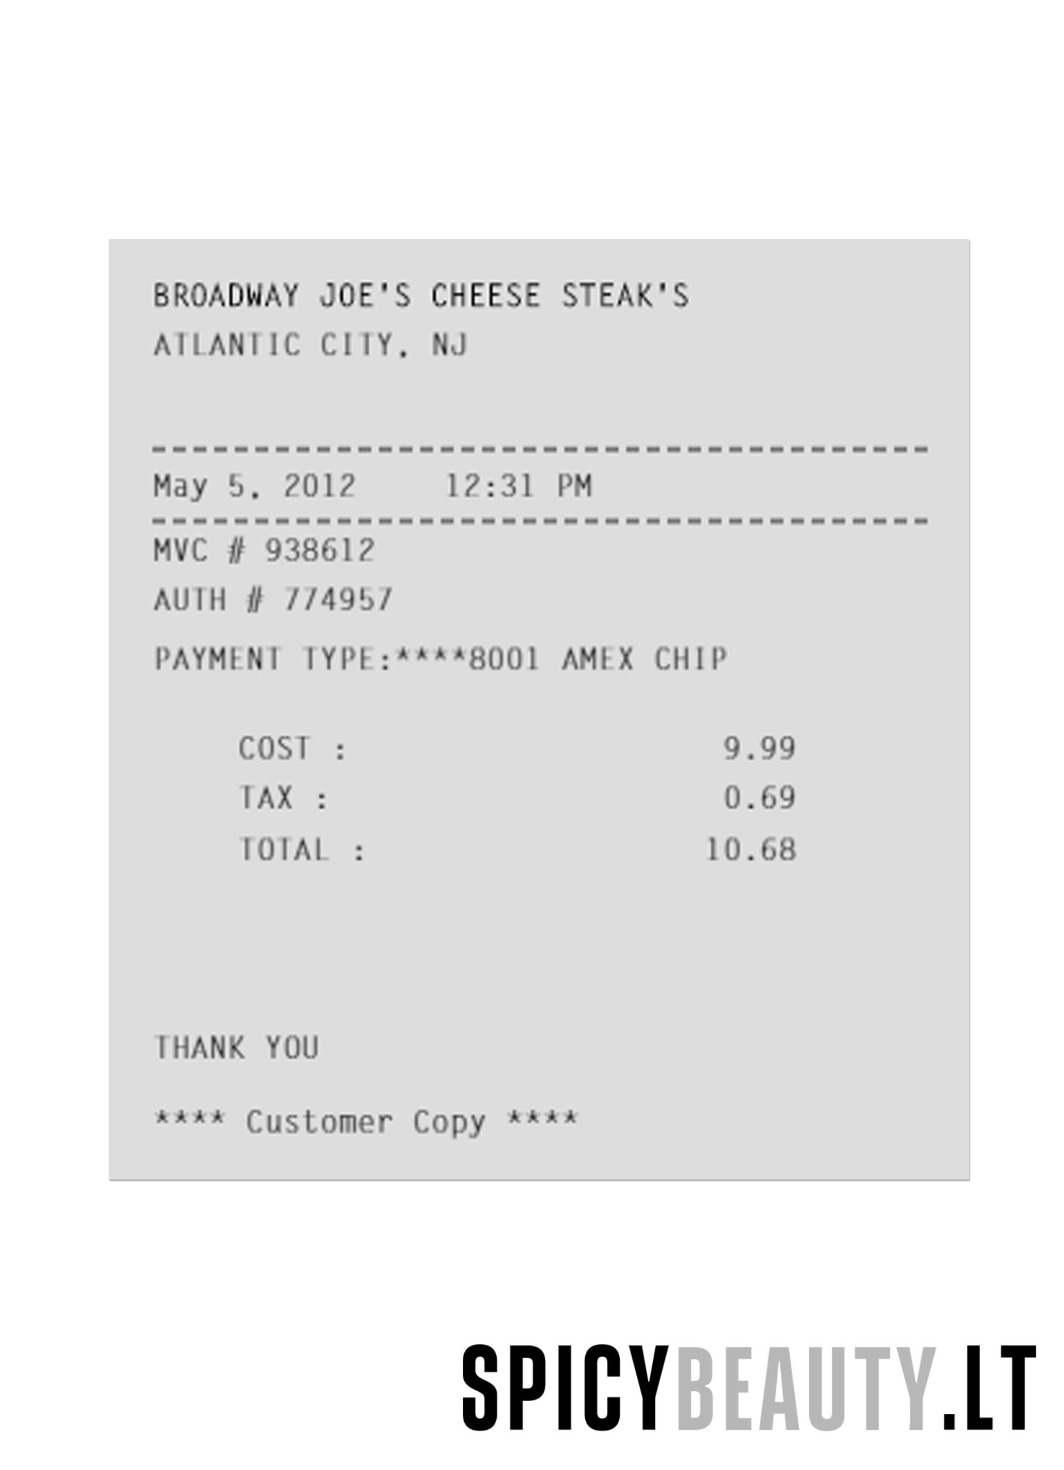 BROADWAY JOE'S CHEESE STEAK'S
ATLANTIC CITY, NJ
-------------------------------------
May 5, 2012 12:31 PM
-------------------------------------
MVC # 938612
AUTH # 774957
PAYMENT TYPE:****8001 AMEX CHIP
COST : 9.99
TAX : 0.69
TOTAL : 10.68
THANK YOU
**** Customer Copy ****
SPICYBEAUTY.LT